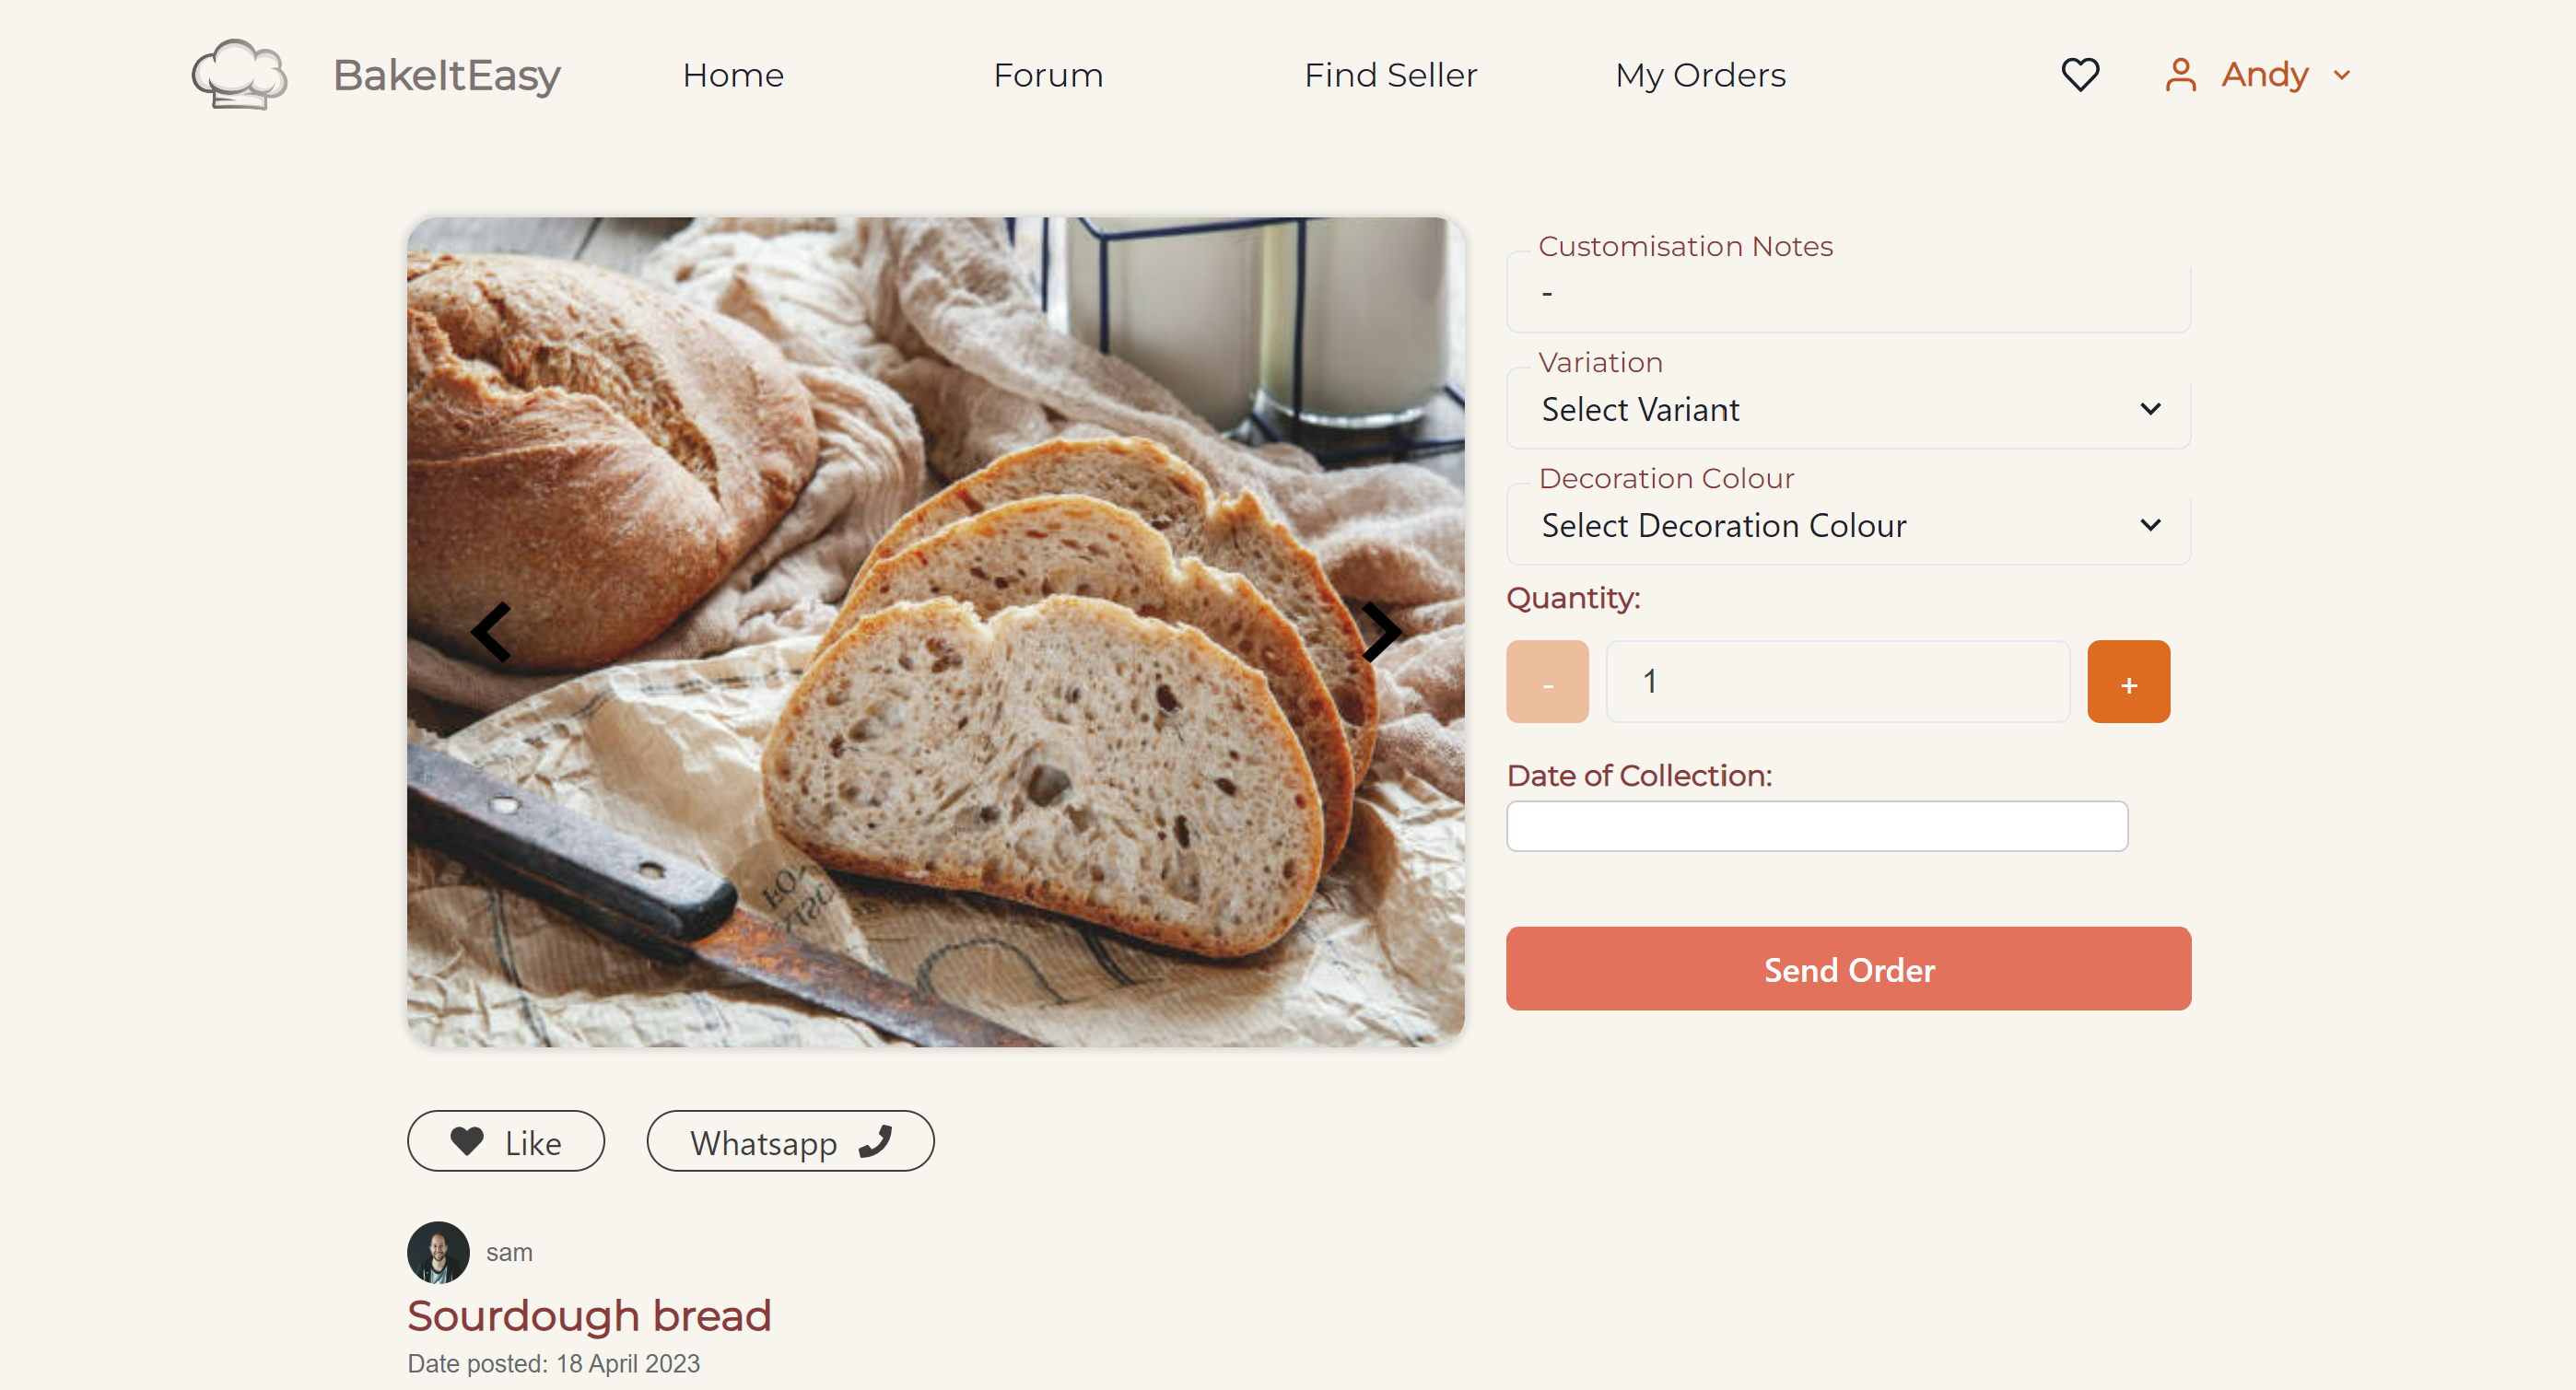 BakeItEasy
Home
Forum
Find Seller
My Orders
Andy
Customisation Notes
-
Variation
Select Variant
Decoration Colour
Select Decoration Colour
Quantity:
-
1
+
Date of Collection:
Send Order
Like
Whatsapp
sam
Sourdough bread
Date posted: 18 April 2023